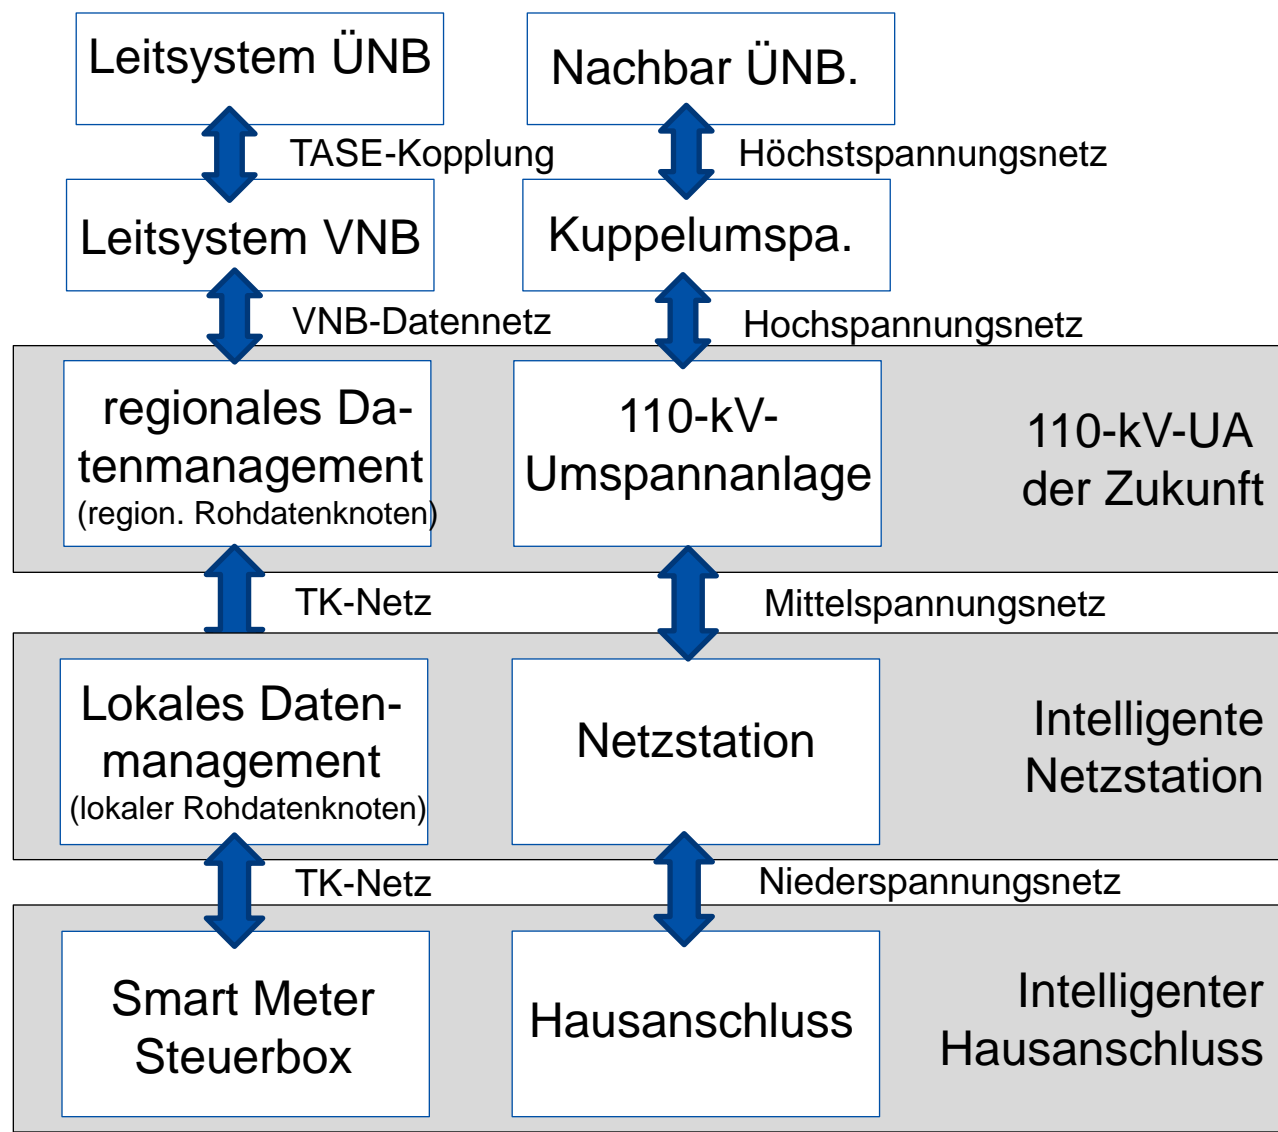 Leitsystem ÜNB
Nachbar ÜNB.
TASE-Kopplung
Höchstspannungsnetz
Leitsystem VNB
Kuppelumspa.
VNB-Datennetz
Hochspannungsnetz
regionales Da-
tenmanagement
(region. Rohdatenknoten)
110-kV-
Umspannanlage
110-kV-UA
der Zukunft
TK-Netz
Mittelspannungsnetz
Lokales Daten-
management
(lokaler Rohdatenknoten)
Netzstation
Intelligente
Netzstation
TK-Netz
Niederspannungsnetz
Smart Meter
Steuerbox
Hausanschluss
Intelligenter
Hausanschluss